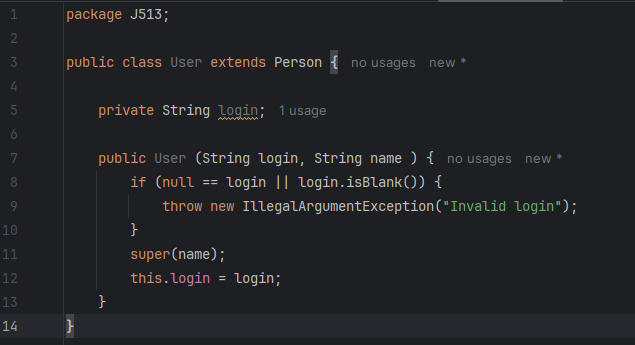 1 package J513;
2
3 public class User extends Person { no usages new *
4
5 private String login; 1 usage
6
7 public User (String login, String name ) { no usages new *
8 if (null == login || login.isBlank()) {
9 throw new IllegalArgumentException("Invalid login");
10 }
11 super(name);
12 this.login = login;
13 }
14 }